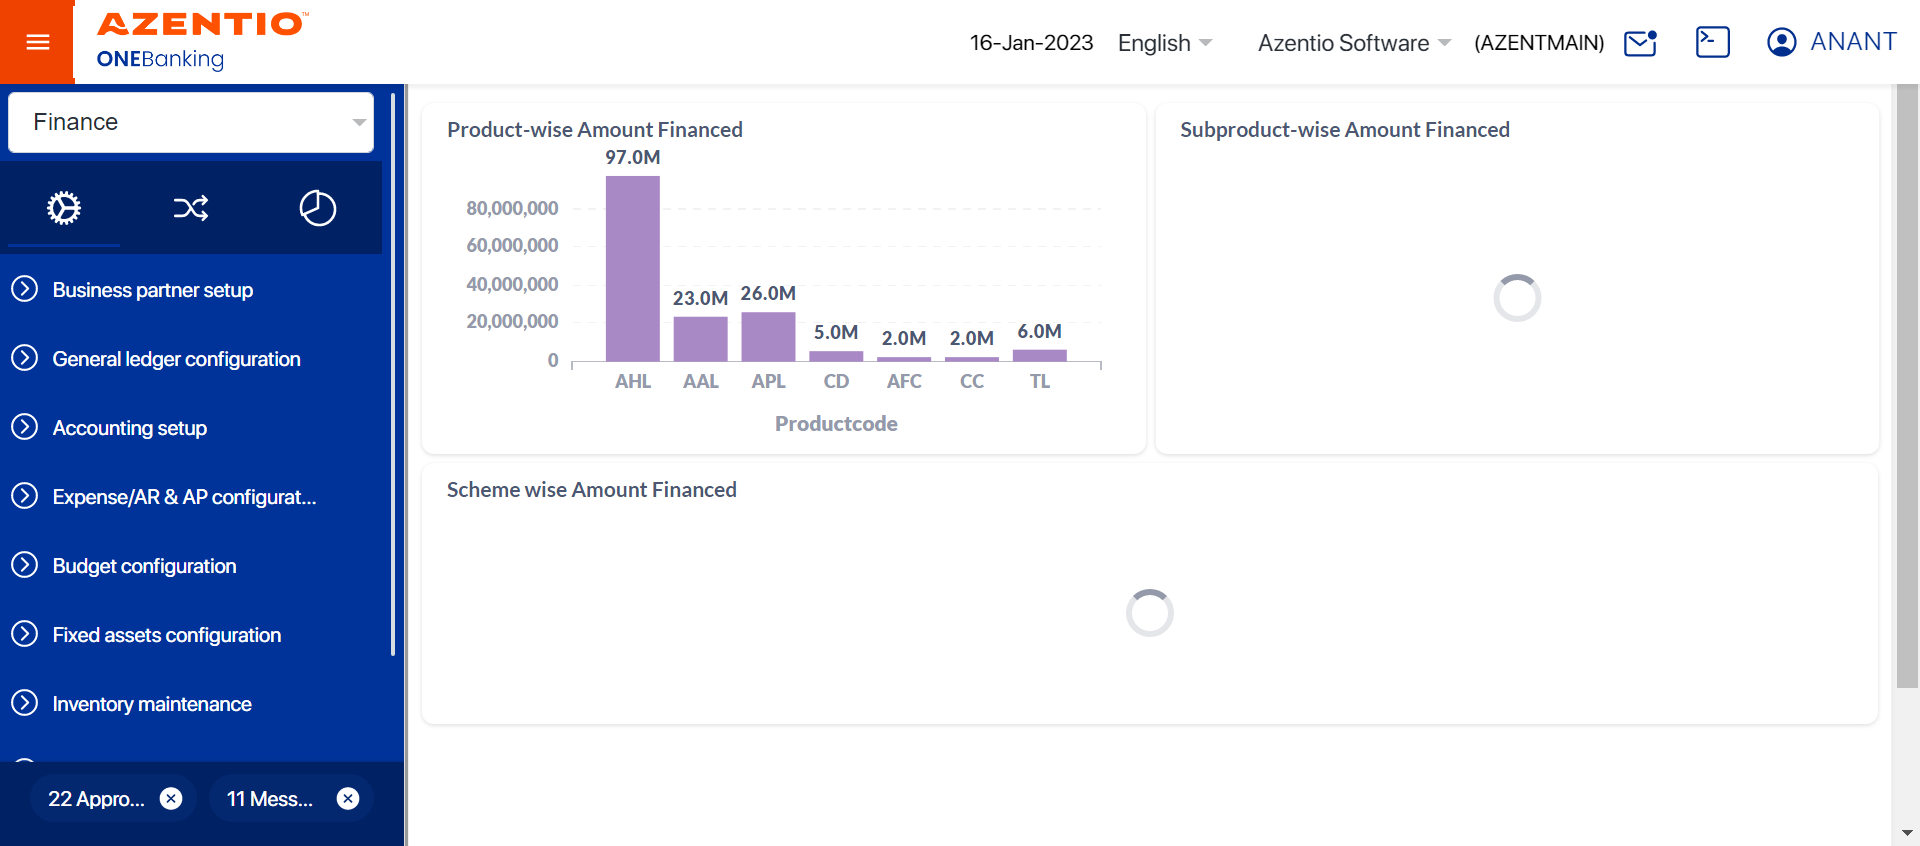 AZENTIO™
ONEBanking
16-Jan-2023 English Azentio Software (AZENTMAIN) ANANT
Finance
Business partner setup
General ledger configuration
Accounting setup
Expense/AR & AP configurat...
Budget configuration
Fixed assets configuration
Inventory maintenance
22 Appro...
11 Mess...
Product-wise Amount Financed
97.0M
80,000,000
60,000,000
40,000,000
20,000,000
0
23.0M 26.0M 5.0M 2.0M 2.0M 6.0M
AHL AAL APL CD AFC CC TL
Productcode
Subproduct-wise Amount Financed
Scheme wise Amount Financed